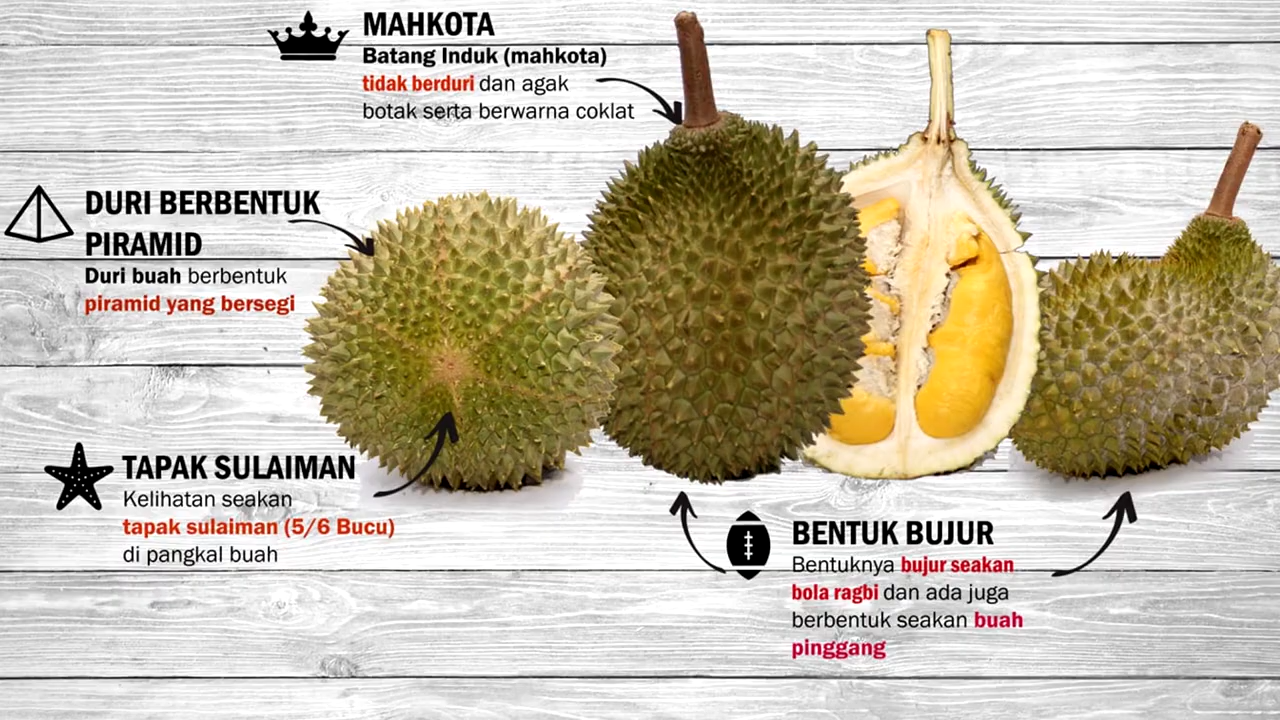 MAHKOTA
Batang Induk (mahkota)
tidak berduri dan agak
botak serta berwarna coklat
DURI BERBENTUK
PIRAMID
Duri buah berbentuk
piramid yang bersegi
TAPAK SULAIMAN
Kelihatan seakan
tapak sulaiman (5/6 Bucu)
di pangkal buah
BENTUK BUJUR
Bentuknya bujur seakan
bola ragbi dan ada juga
berbentuk seakan buah
pinggang